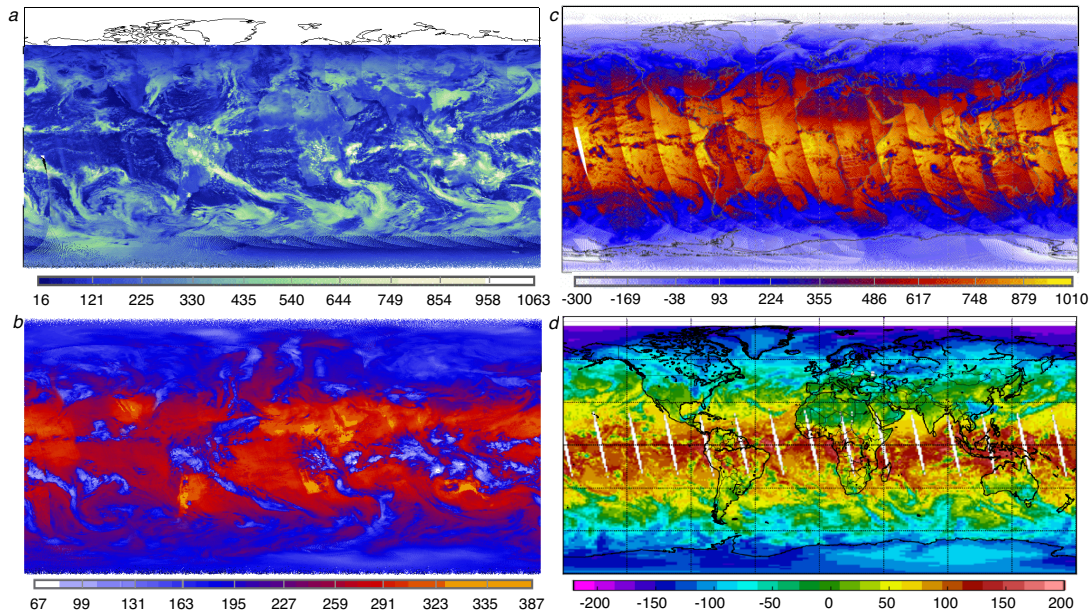 a
c
16 121 225 330 435 540 644 749 854 958 1063
-300 -169 -38 93 224 355 486 617 748 879 1010
b
d
67 99 131 163 195 227 259 291 323 335 387
-200 -150 -100 -50 0 50 100 150 200